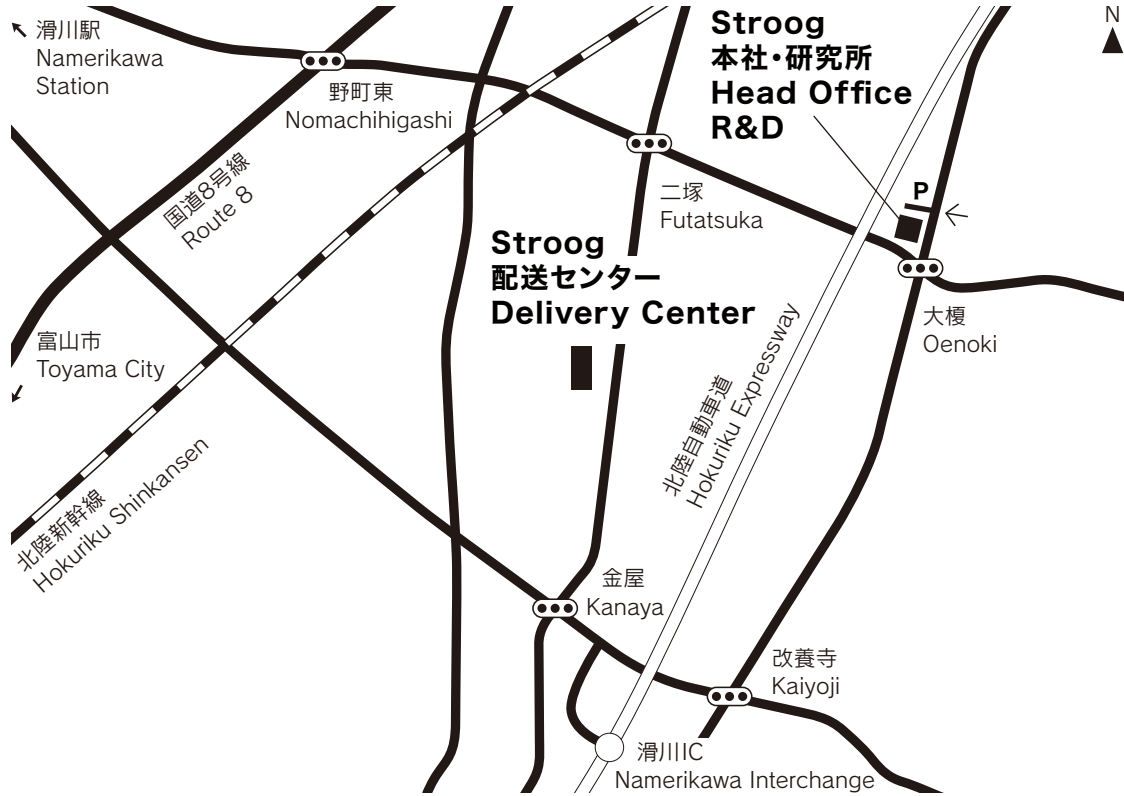 滑川駅
Namerikawa
Station
N
Stroog
本社・研究所
Head Office
R&D
野町東
Nomachihigashi
国道8号線
Route 8
二塚
Futatsuka
P
Stroog
配送センター
Delivery Center
大榎
Oenoki
富山市
Toyama City
北陸自動車道
Hokuriku Expressway
北陸新幹線
Hokuriku Shinkansen
金屋
Kanaya
改養寺
Kaiyoji
滑川IC
Namerikawa Interchange